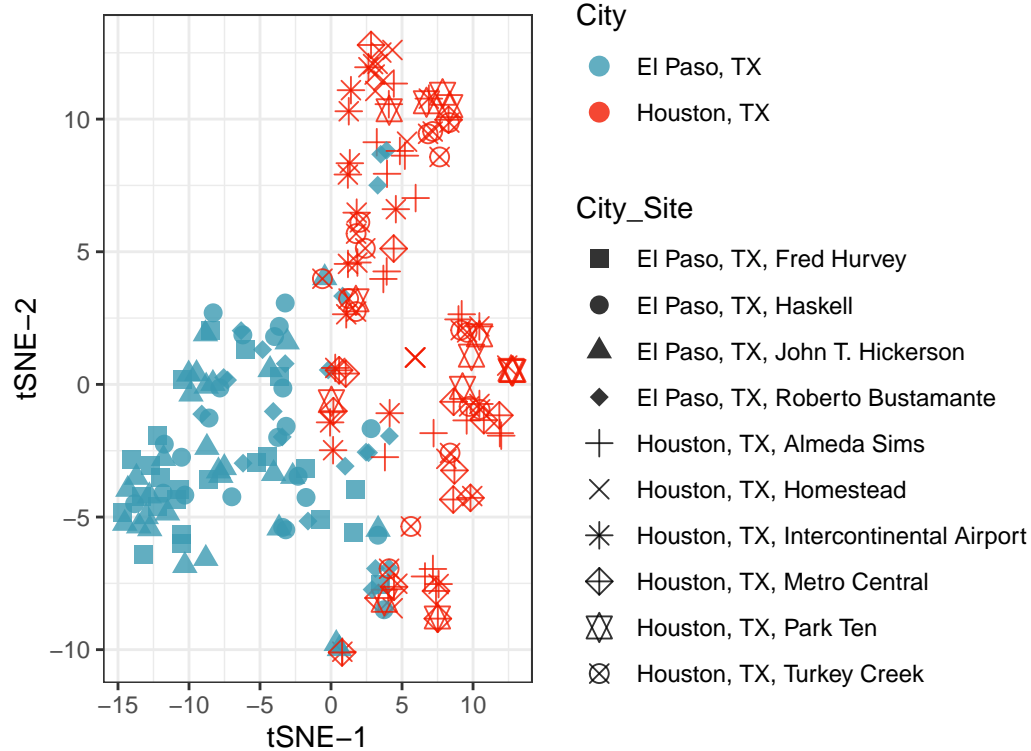 City
El Paso, TX
Houston, TX
City_Site
El Paso, TX, Fred Hurvey
El Paso, TX, Haskell
El Paso, TX, John T. Hickerson
El Paso, TX, Roberto Bustamante
Houston, TX, Almeda Sims
Houston, TX, Homestead
Houston, TX, Intercontinental Airport
Houston, TX, Metro Central
Houston, TX, Park Ten
Houston, TX, Turkey Creek
tSNE−2
10
5
0
−5
−10
−15 −10 −5 0 5 10
tSNE−1